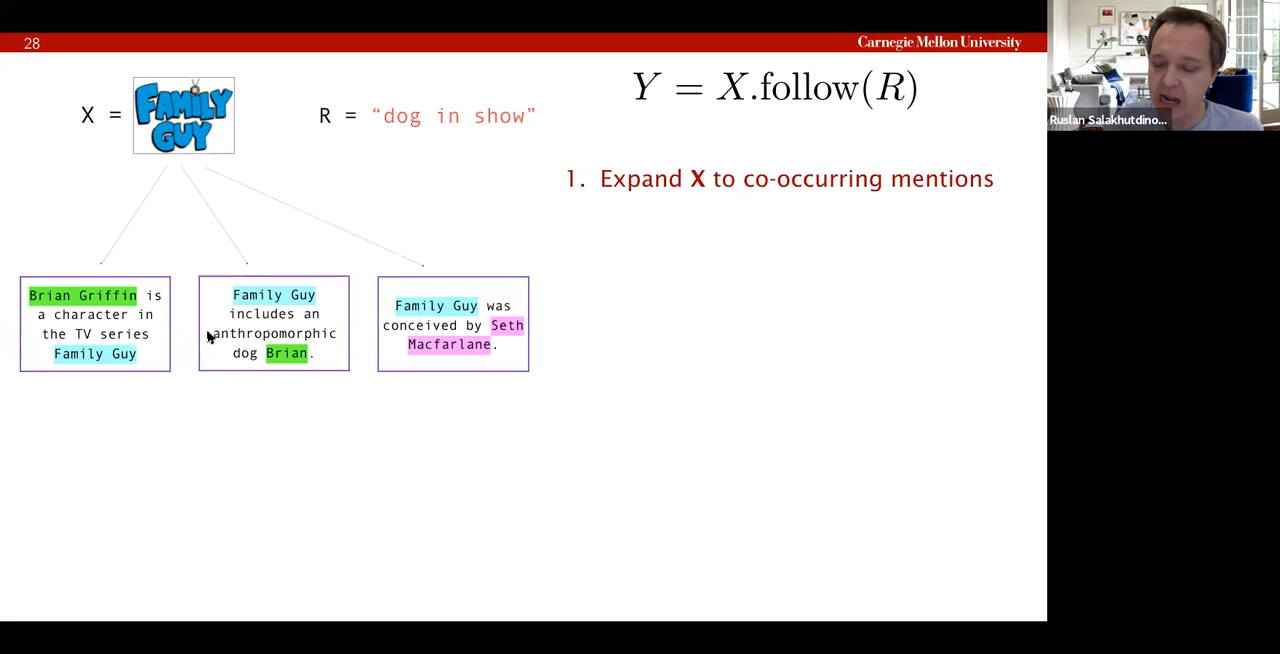 28
Carnegie Mellon University
X =
FAMILY
GUY
R = “dog in show”
Y = X.follow(R)
Ruslan Salakhutdino...
1. Expand X to co-occurring mentions
Brian Griffin is
a character in
the TV series
Family Guy
Family Guy
includes an
anthropomorphic
dog Brian.
Family Guy was
conceived by Seth
Macfarlane.